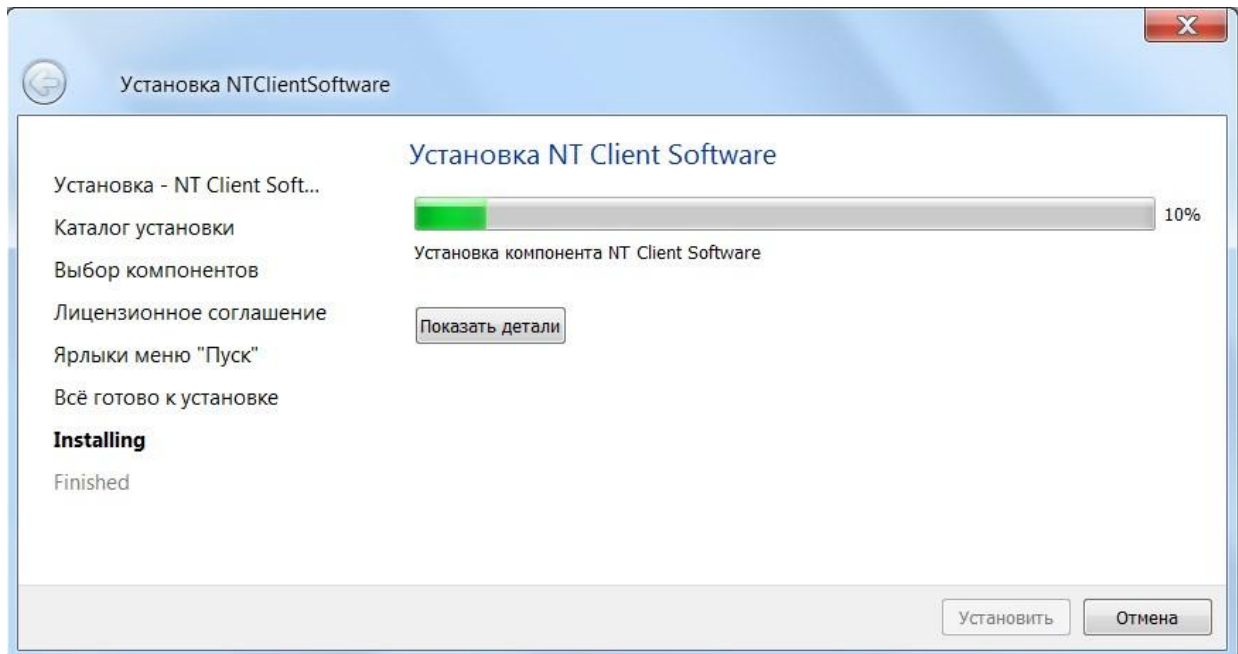 Установка NTClientSoftware
Установка - NT Client Soft...
Каталог установки
Выбор компонентов
Лицензионное соглашение
Ярлыки меню "Пуск"
Всё готово к установке
Installing
Finished
Установка NT Client Software
10%
Установка компонента NT Client Software
Показать детали
Установить
Отмена